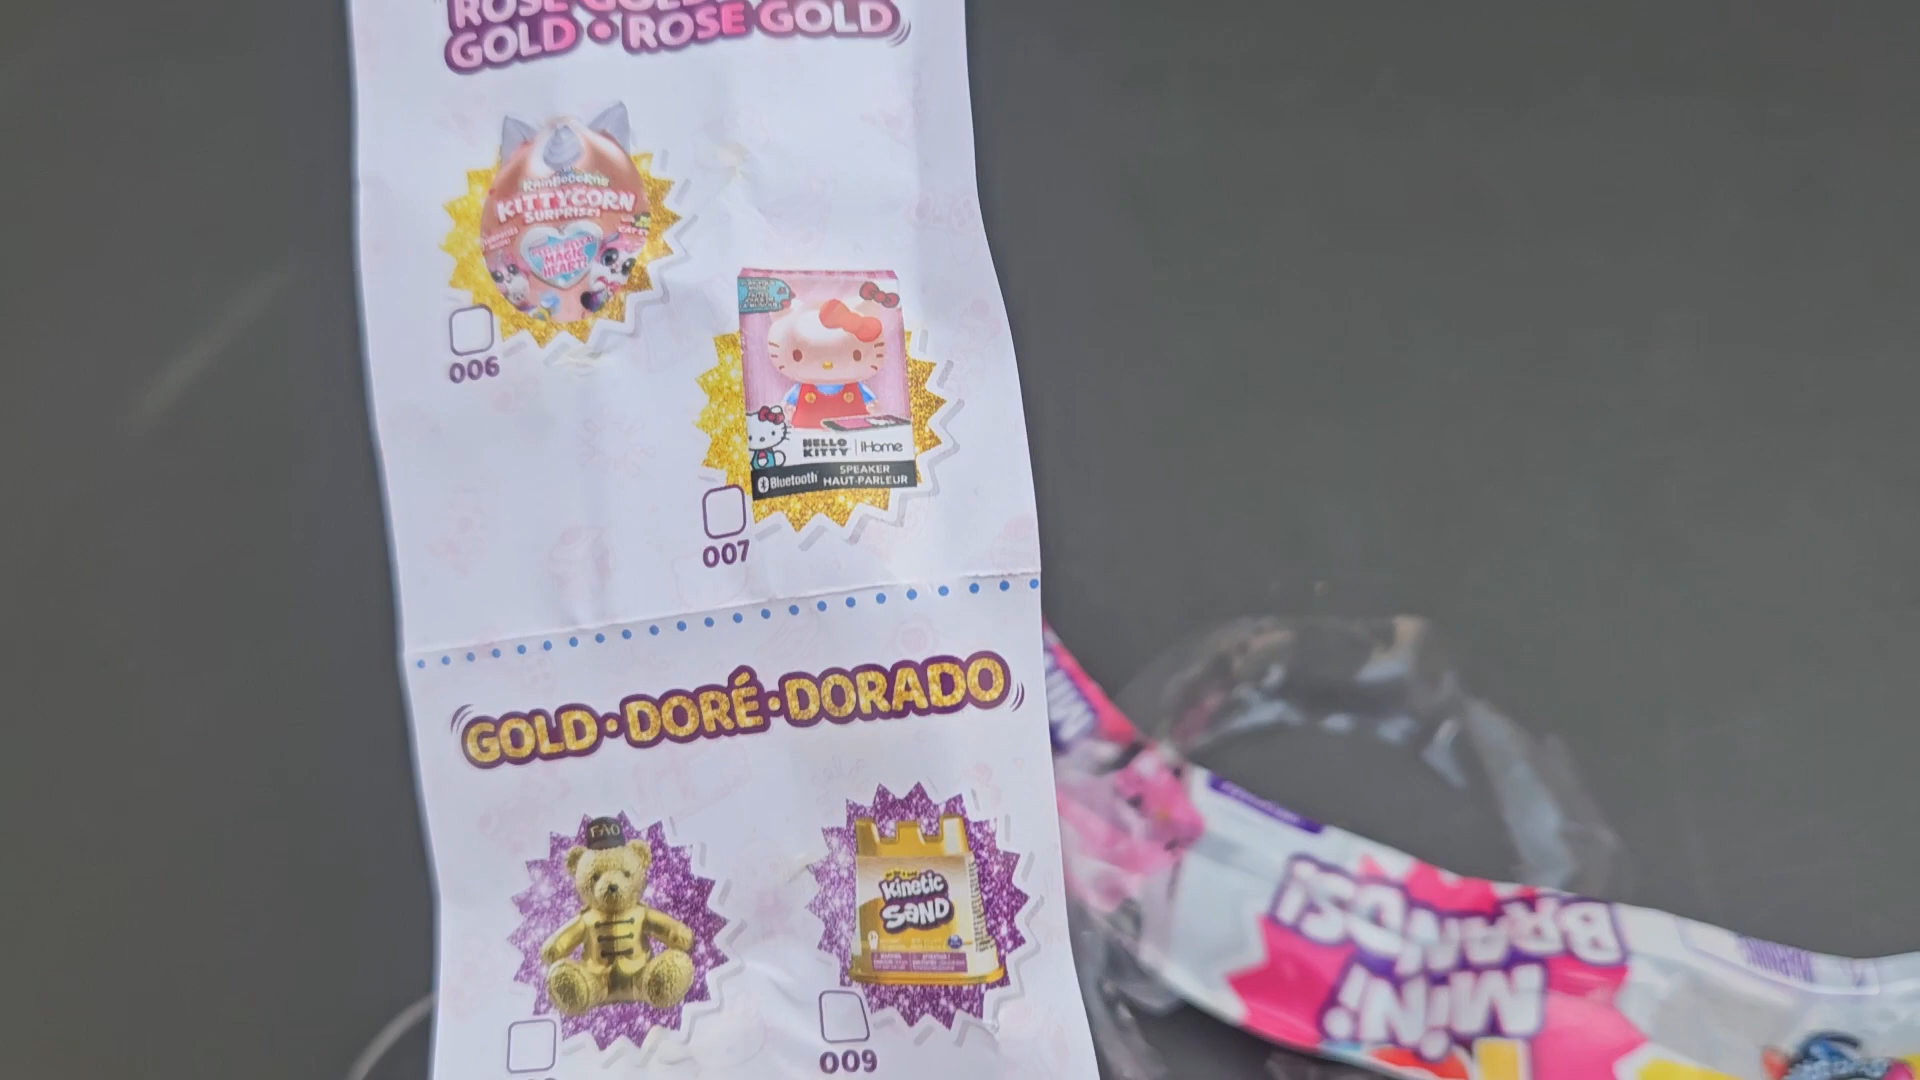 GOLD • ROSE GOLD
RainBoCoRns
KITTYCORN
SURPRISE!
MAGIC
HEART!
006
HELLO
KITTY | iHome
Bluetooth
SPEAKER
HAUT-PARLEUR
007
GOLD • DORÉ • DORADO
FAO
Kinetic
SAND
009
MINI
BRANDS!